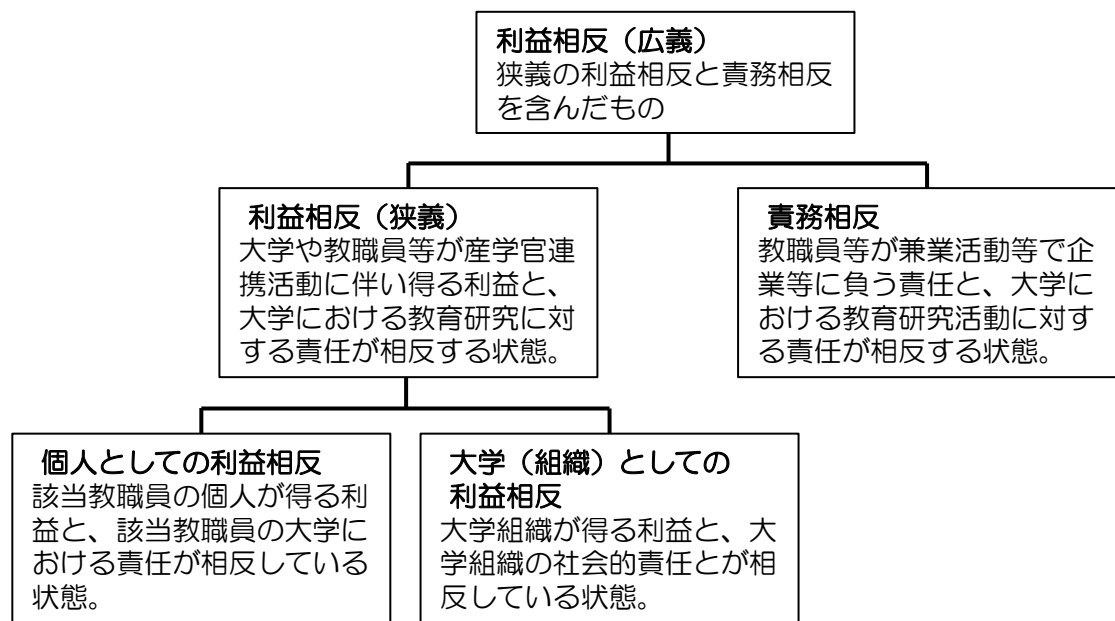 利益相反（広義）
狭義の利益相反と責務相反
を含んだもの
利益相反（狭義）
大学や教職員等が産学官連
携活動に伴い得る利益と、
大学における教育研究に対
する責任が相反する状態。
責務相反
教職員等が兼業活動等で企
業等に負う責任と、大学に
おける教育研究活動に対す
る責任が相反する状態。
個人としての利益相反
該当教職員の個人が得る利
益と、該当教職員の大学に
おける責任が相反している
状態。
大学（組織）としての
利益相反
大学組織が得る利益と、大
学組織の社会的責任とが相
反している状態。